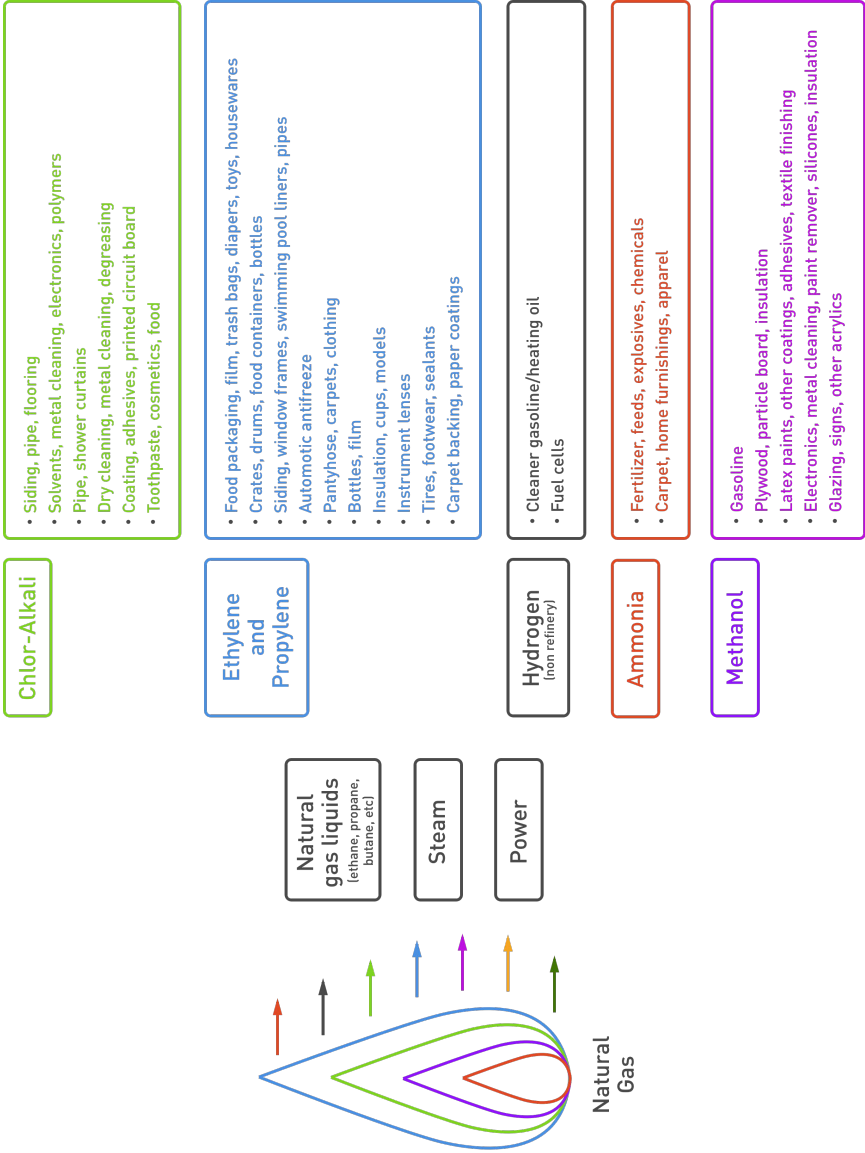 Natural
Gas
Natural
gas liquids
(ethane, propane,
butane, etc)
Steam
Power
Chlor-Alkali
• Siding, pipe, flooring
• Solvents, metal cleaning, electronics, polymers
• Pipe, shower curtains
• Dry cleaning, metal cleaning, degreasing
• Coating, adhesives, printed circuit board
• Toothpaste, cosmetics, food
Ethylene
and
Propylene
• Food packaging, film, trash bags, diapers, toys, housewares
• Crates, drums, food containers, bottles
• Siding, window frames, swimming pool liners, pipes
• Automotic antifreeze
• Pantyhose, carpets, clothing
• Bottles, film
• Insulation, cups, models
• Instrument lenses
• Tires, footwear, sealants
• Carpet backing, paper coatings
Hydrogen
(non refinery)
• Cleaner gasoline/heating oil
• Fuel cells
Ammonia
• Fertilizer, feeds, explosives, chemicals
• Carpet, home furnishings, apparel
Methanol
• Gasoline
• Plywood, particle board, insulation
• Latex paints, other coatings, adhesives, textile finishing
• Electronics, metal cleaning, paint remover, silicones, insulation
• Glazing, signs, other acrylics